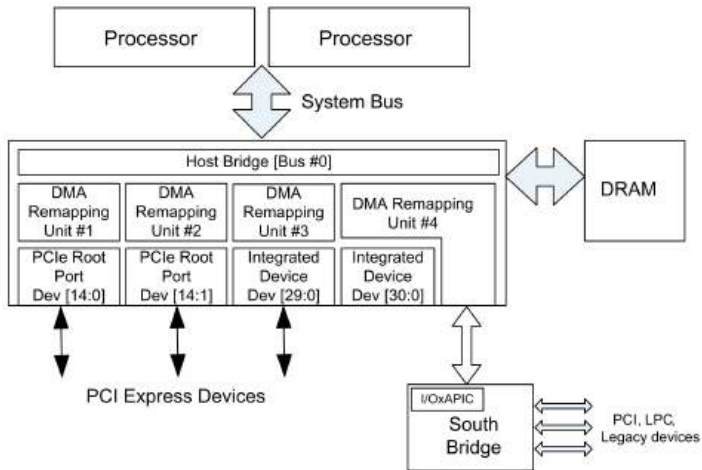 Processor
Processor
System Bus
Host Bridge [Bus #0]
DRAM
DMA
Remapping
Unit #1
DMA
Remapping
Unit #2
DMA
Remapping
Unit #3
DMA Remapping
Unit #4
PCIe Root
Port
Dev [14:0]
PCIe Root
Port
Dev [14:1]
Integrated
Device
Dev [29:0]
Integrated
Device
Dev [30:0]
PCI Express Devices
I/OxAPIC
South
Bridge
PCI, LPC,
Legacy devices